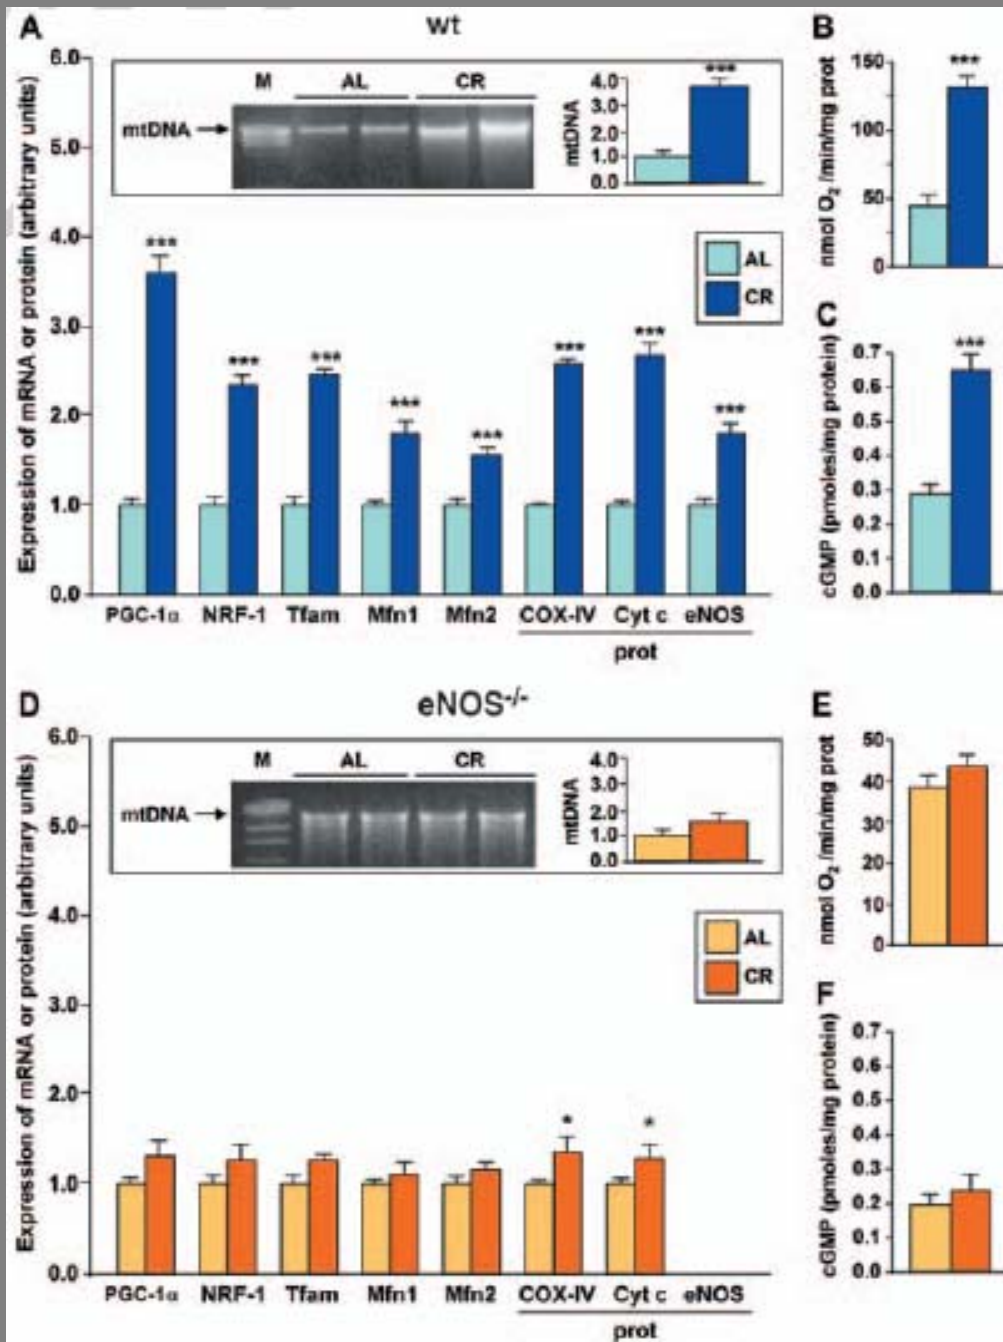 A
wt
Expression of mRNA or protein (arbitrary units)
6.0
5.0
4.0
3.0
2.0
1.0
0.0
M AL CR
mtDNA →
mtDNA
4.0
3.0
2.0
1.0
0.0
***
AL
CR
*** *** *** *** *** *** *** ***
PGC-1α NRF-1 Tfam Mfn1 Mfn2 COX-IV Cyt c eNOS
prot
B
nmol O₂ /min/mg prot
150
100
50
0
***
C
cGMP (pmoles/mg protein)
0.7
0.6
0.5
0.4
0.3
0.2
0.1
0.0
***
D
eNOS-/-
Expression of mRNA or protein (arbitrary units)
6.0
5.0
4.0
3.0
2.0
1.0
0.0
M AL CR
mtDNA →
mtDNA
4.0
3.0
2.0
1.0
0.0
AL
CR
* *
PGC-1α NRF-1 Tfam Mfn1 Mfn2 COX-IV Cyt c eNOS
prot
E
nmol O₂ /min/mg prot
50
40
30
20
10
0
F
cGMP (pmoles/mg protein)
0.7
0.6
0.5
0.4
0.3
0.2
0.1
0.0